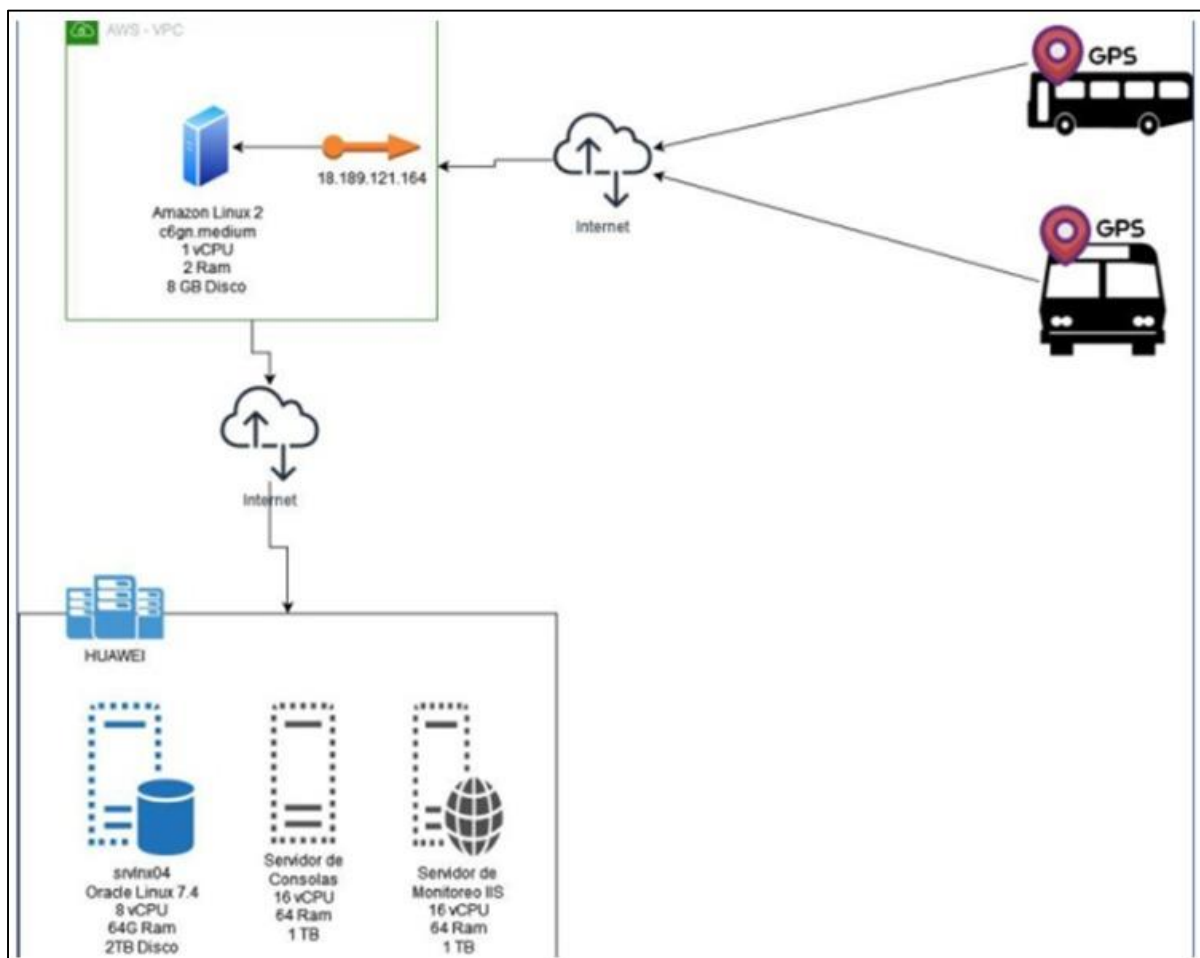 AWS - VPC
GPS
18.189.121.164
Amazon Linux 2
c6gn.medium
1 vCPU
2 Ram
8 GB Disco
Internet
GPS
Internet
HUAWEI
srvlnx04
Oracle Linux 7.4
8 vCPU
64G Ram
2TB Disco
Servidor de
Consolas
16 vCPU
64 Ram
1 TB
Servidor de
Monitoreo IIS
16 vCPU
64 Ram
1 TB